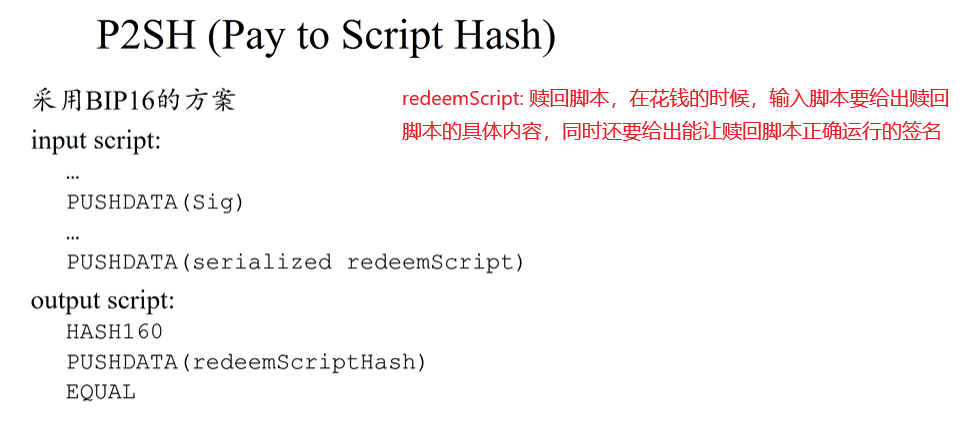 P2SH (Pay to Script Hash)
采用BIP16的方案
redeemScript: 赎回脚本，在花钱的时候，输入脚本要给出赎回
脚本的具体内容，同时还要给出能让赎回脚本正确运行的签名
input script:
…
PUSHDATA(Sig)
…
PUSHDATA(serialized redeemScript)
output script:
HASH160
PUSHDATA(redeemScriptHash)
EQUAL